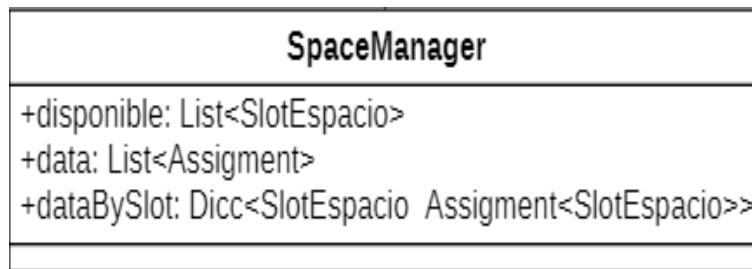 SpaceManager
+disponible: List<SlotEspacio>
+data: List<Assigment>
+dataBySlot: Dicc<SlotEspacio Assigment<SlotEspacio>>